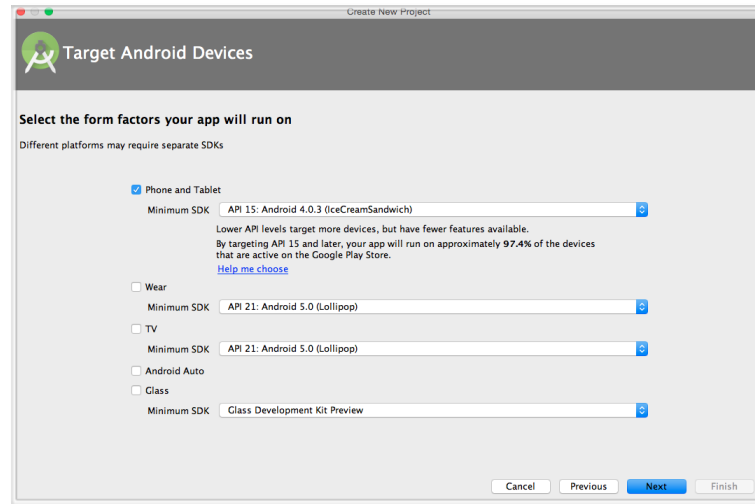 Create New Project
Target Android Devices
Select the form factors your app will run on
Different platforms may require separate SDKs
Phone and Tablet
Minimum SDK API 15: Android 4.0.3 (IceCreamSandwich)
Lower API levels target more devices, but have fewer features available.
By targeting API 15 and later, your app will run on approximately 97.4% of the devices
that are active on the Google Play Store.
Help me choose
Wear
Minimum SDK API 21: Android 5.0 (Lollipop)
TV
Minimum SDK API 21: Android 5.0 (Lollipop)
Android Auto
Glass
Minimum SDK Glass Development Kit Preview
Cancel Previous Next Finish